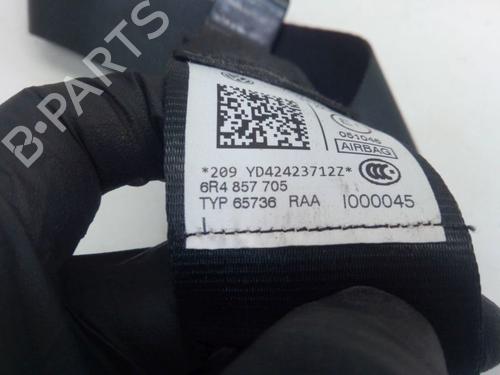 B-PARTS
051046
AIRBAG
*209 YD42423712Z*
6R4 857 705
TYP 65736 RAA I000045